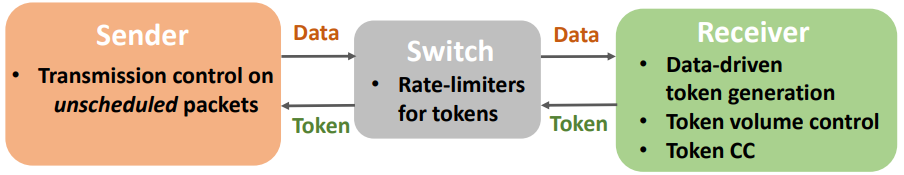 Sender
• Transmission control on
unscheduled packets
Data
Token
Switch
• Rate-limiters
for tokens
Data
Token
Receiver
• Data-driven
token generation
• Token volume control
• Token CC